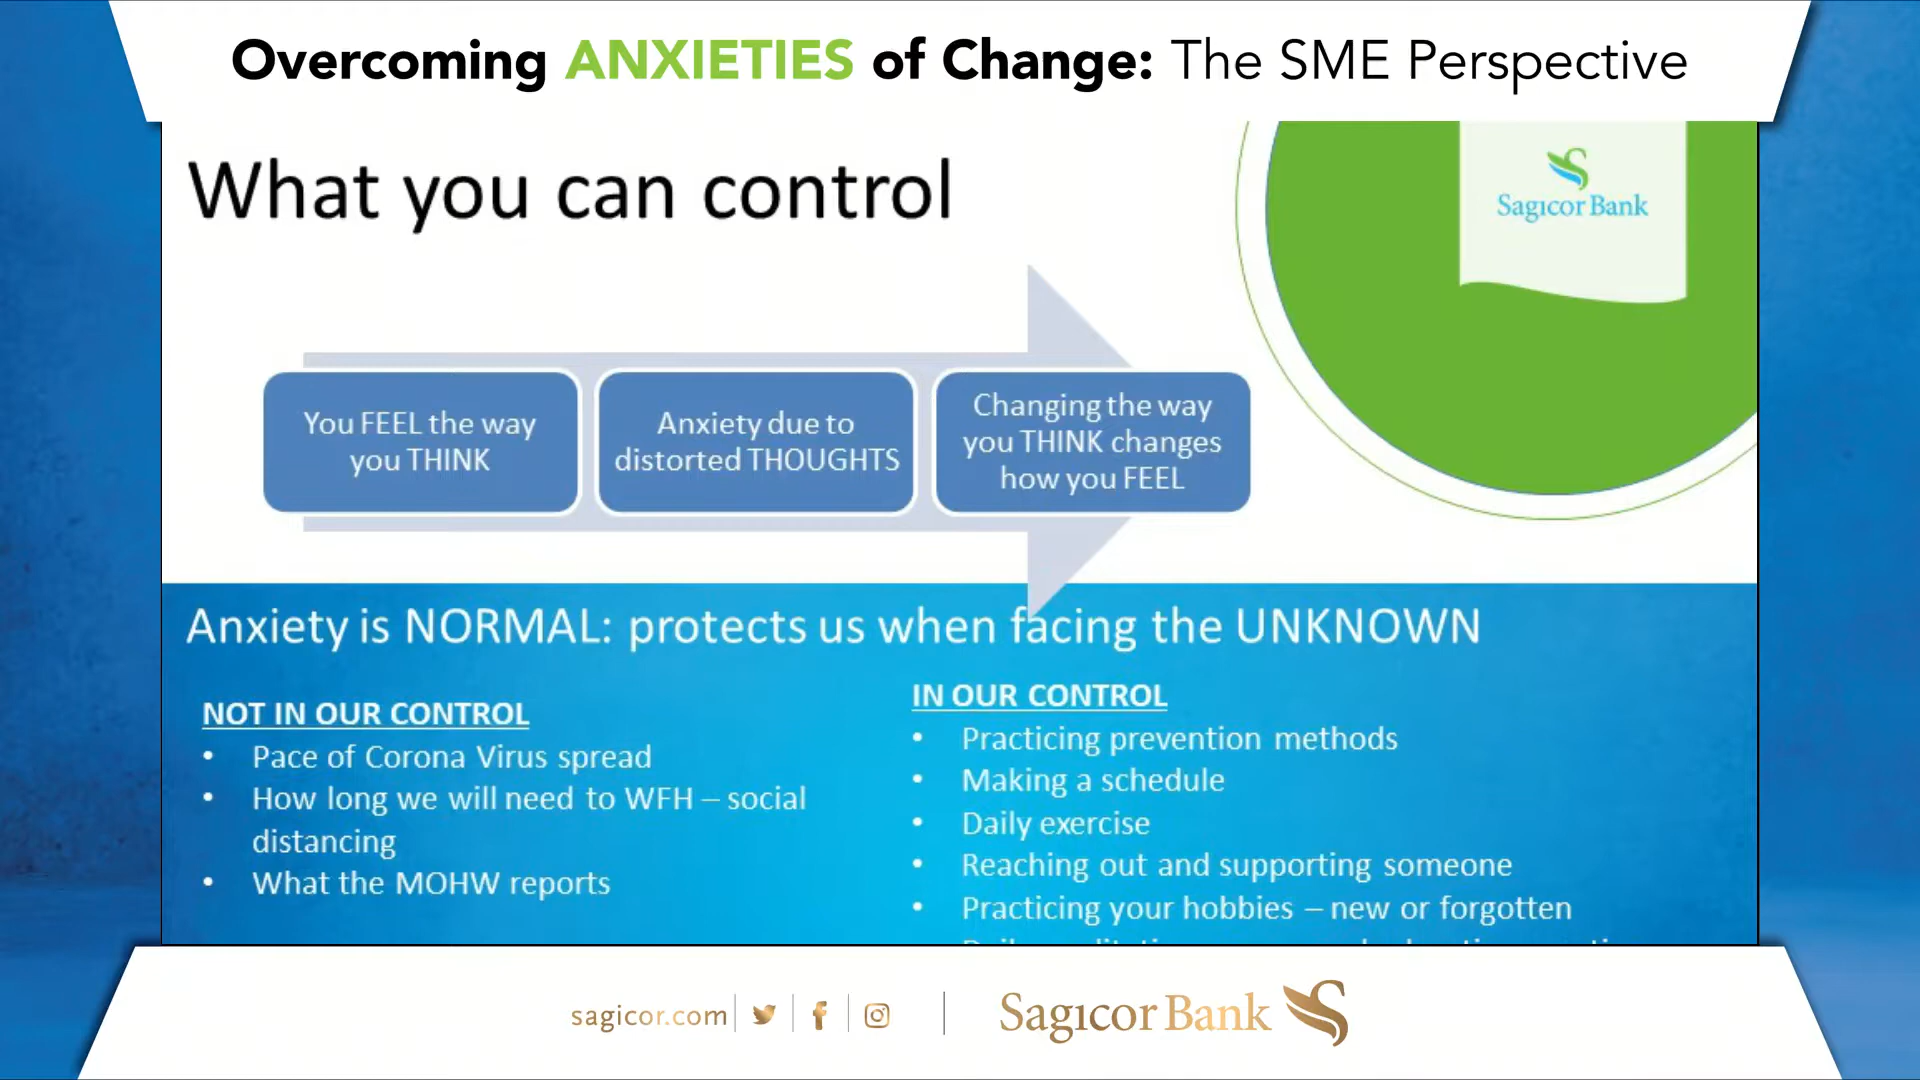 Overcoming ANXIETIES of Change: The SME Perspective
What you can control
Sagicor Bank
You FEEL the way
you THINK
Anxiety due to
distorted THOUGHTS
Changing the way
you THINK changes
how you FEEL
Anxiety is NORMAL: protects us when facing the UNKNOWN
NOT IN OUR CONTROL
• Pace of Corona Virus spread
• How long we will need to WFH – social
distancing
• What the MOHW reports
IN OUR CONTROL
• Practicing prevention methods
• Making a schedule
• Daily exercise
• Reaching out and supporting someone
• Practicing your hobbies – new or forgotten
sagicor.com
Sagicor Bank